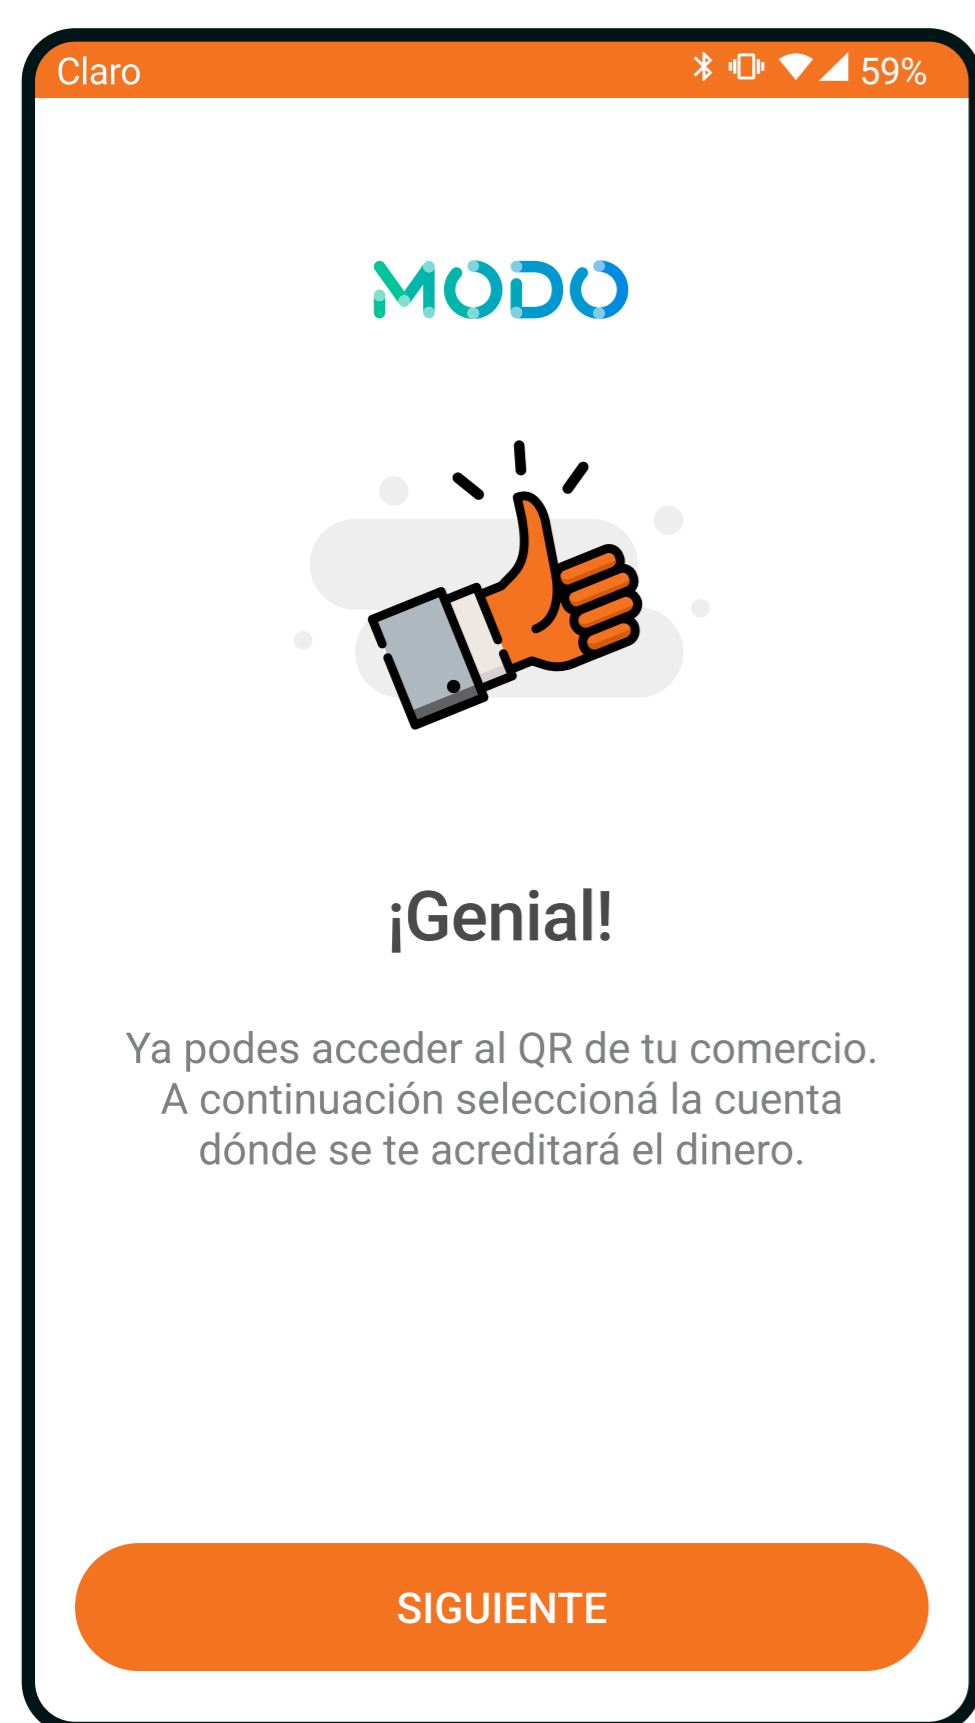 Claro 59%
MODO
¡Genial!
Ya podes acceder al QR de tu comercio.
A continuación seleccioná la cuenta
dónde se te acreditará el dinero.
SIGUIENTE